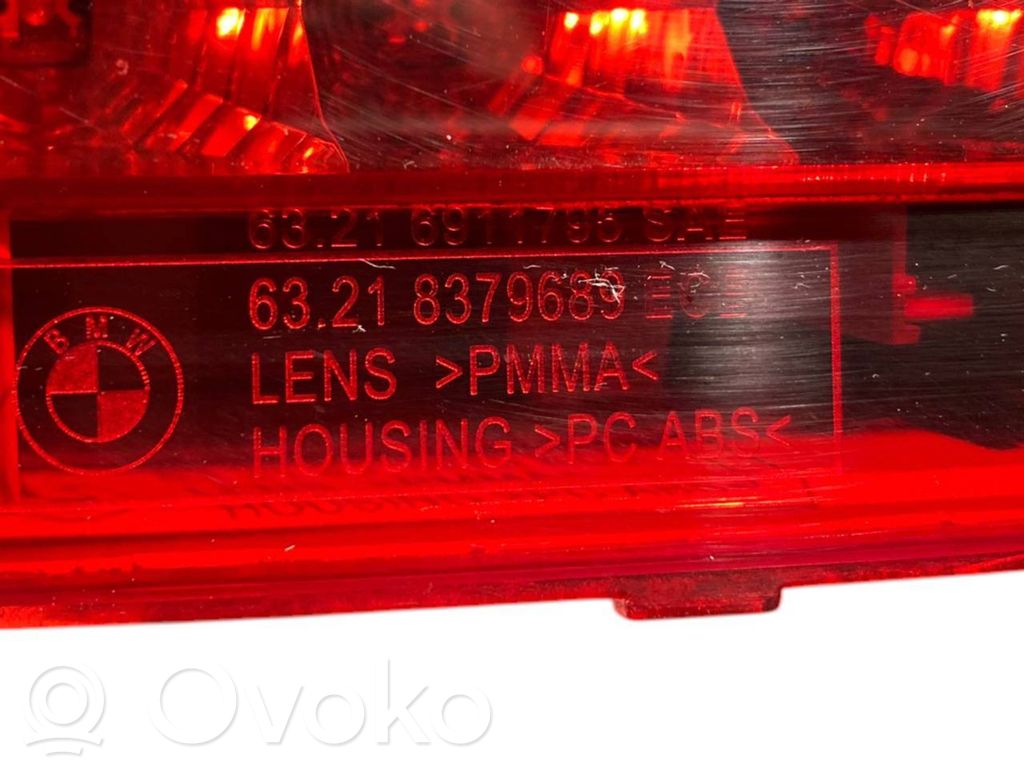 63.21 6911795 SAE
63.21 8379689 ECE
LENS >PMMA<
HOUSING >PC ABS<
BMW
Ovoko